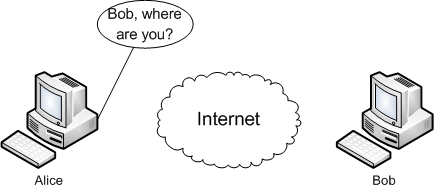 Bob, where
are you?
Internet
Alice
Bob